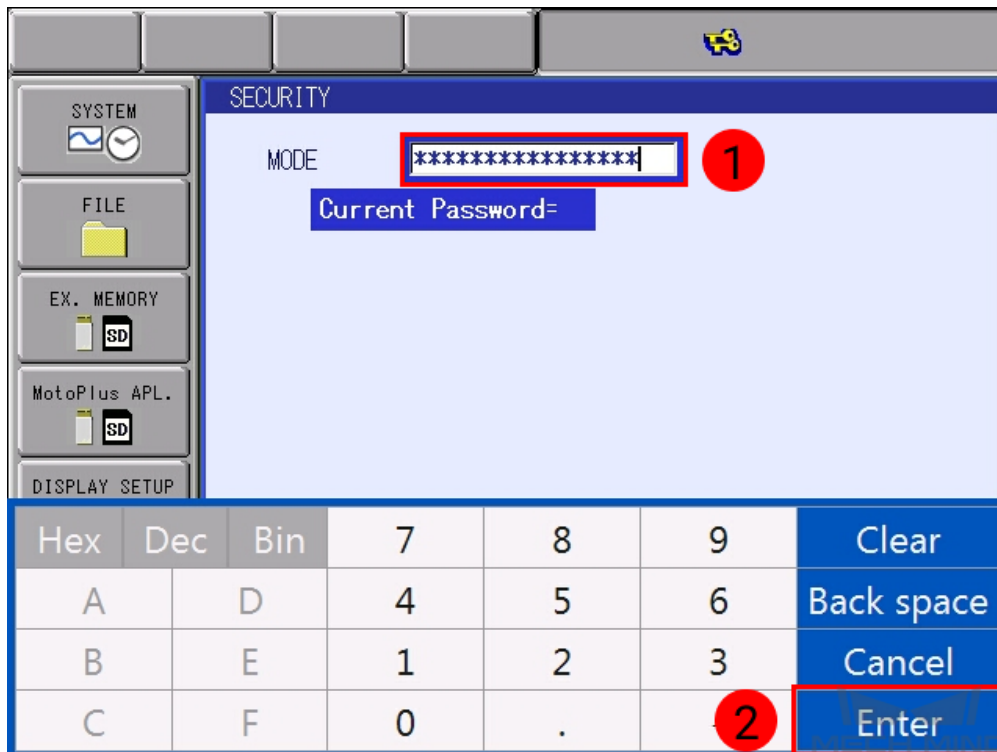 SECURITY
SYSTEM
MODE
****************
1
Current Password=
FILE
EX. MEMORY
SD
MotoPlus APL.
SD
DISPLAY SETUP
Hex Dec Bin 7 8 9 Clear
A D 4 5 6 Back space
B E 1 2 3 Cancel
C F 0 . 2 Enter